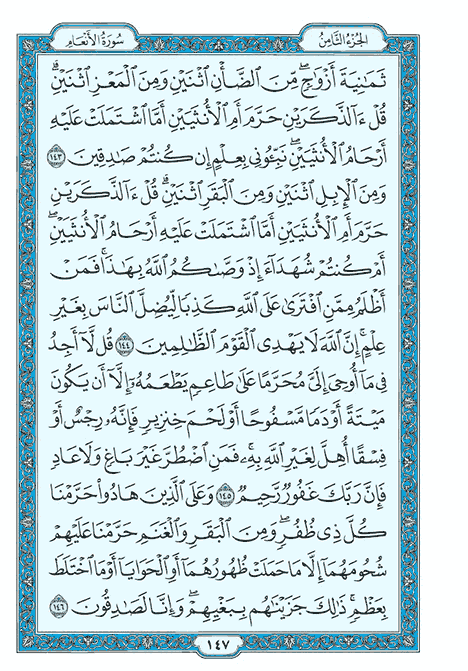 الجزء الثامن
سورة الأنعام
ثَمَٰنِيَةَ أَزۡوَٰجٖۖ مِّنَ ٱلضَّأۡنِ ٱثۡنَيۡنِ وَمِنَ ٱلۡمَعۡزِ ٱثۡنَيۡنِۗ
قُلۡ ءَآلذَّكَرَيۡنِ حَرَّمَ أَمِ ٱلۡأُنثَيَيۡنِ أَمَّا ٱشۡتَمَلَتۡ عَلَيۡهِ
أَرۡحَامُ ٱلۡأُنثَيَيۡنِۖ نَبِّـُٔونِي بِعِلۡمٍ إِن كُنتُمۡ صَٰدِقِينَ ١٤٣
وَمِنَ ٱلۡإِبِلِ ٱثۡنَيۡنِ وَمِنَ ٱلۡبَقَرِ ٱثۡنَيۡنِۗ قُلۡ ءَآلذَّكَرَيۡنِ
حَرَّمَ أَمِ ٱلۡأُنثَيَيۡنِ أَمَّا ٱشۡتَمَلَتۡ عَلَيۡهِ أَرۡحَامُ ٱلۡأُنثَيَيۡنِۖ
أَمۡ كُنتُمۡ شُهَدَآءَ إِذۡ وَصَّىٰكُمُ ٱللَّهُ بِهَٰذَاۚ فَمَنۡ
أَظۡلَمُ مِمَّنِ ٱفۡتَرَىٰ عَلَى ٱللَّهِ كَذِبٗا لِّيُضِلَّ ٱلنَّاسَ بِغَيۡرِ
عِلۡمٍۚ إِنَّ ٱللَّهَ لَا يَهۡدِي ٱلۡقَوۡمَ ٱلظَّٰلِمِينَ ١٤٤ قُل لَّآ أَجِدُ
فِي مَآ أُوحِيَ إِلَيَّ مُحَرَّمًا عَلَىٰ طَاعِمٖ يَطۡعَمُهُۥٓ إِلَّآ أَن يَكُونَ
مَيۡتَةً أَوۡ دَمٗا مَّسۡفُوحًا أَوۡ لَحۡمَ خِنزِيرٖ فَإِنَّهُۥ رِجۡسٌ أَوۡ
فِسۡقًا أُهِلَّ لِغَيۡرِ ٱللَّهِ بِهِۦۚ فَمَنِ ٱضۡطُرَّ غَيۡرَ بَاغٖ وَلَا عَادٖ
فَإِنَّ رَبَّكَ غَفُورٞ رَّحِيمٞ ١٤٥ وَعَلَى ٱلَّذِينَ هَادُواْ حَرَّمۡنَا
كُلَّ ذِي ظُفُرٖۖ وَمِنَ ٱلۡبَقَرِ وَٱلۡغَنَمِ حَرَّمۡنَا عَلَيۡهِمۡ
شُحُومَهُمَآ إِلَّا مَا حَمَلَتۡ ظُهُورُهُمَآ أَوِ ٱلۡحَوَايَآ أَوۡ مَا ٱخۡتَلَطَ
بِعَظۡمٖۚ ذَٰلِكَ جَزَيۡنَٰهُم بِبَغۡيِهِمۡۖ وَإِنَّا لَصَٰدِقُونَ ١٤٦
١٤٧